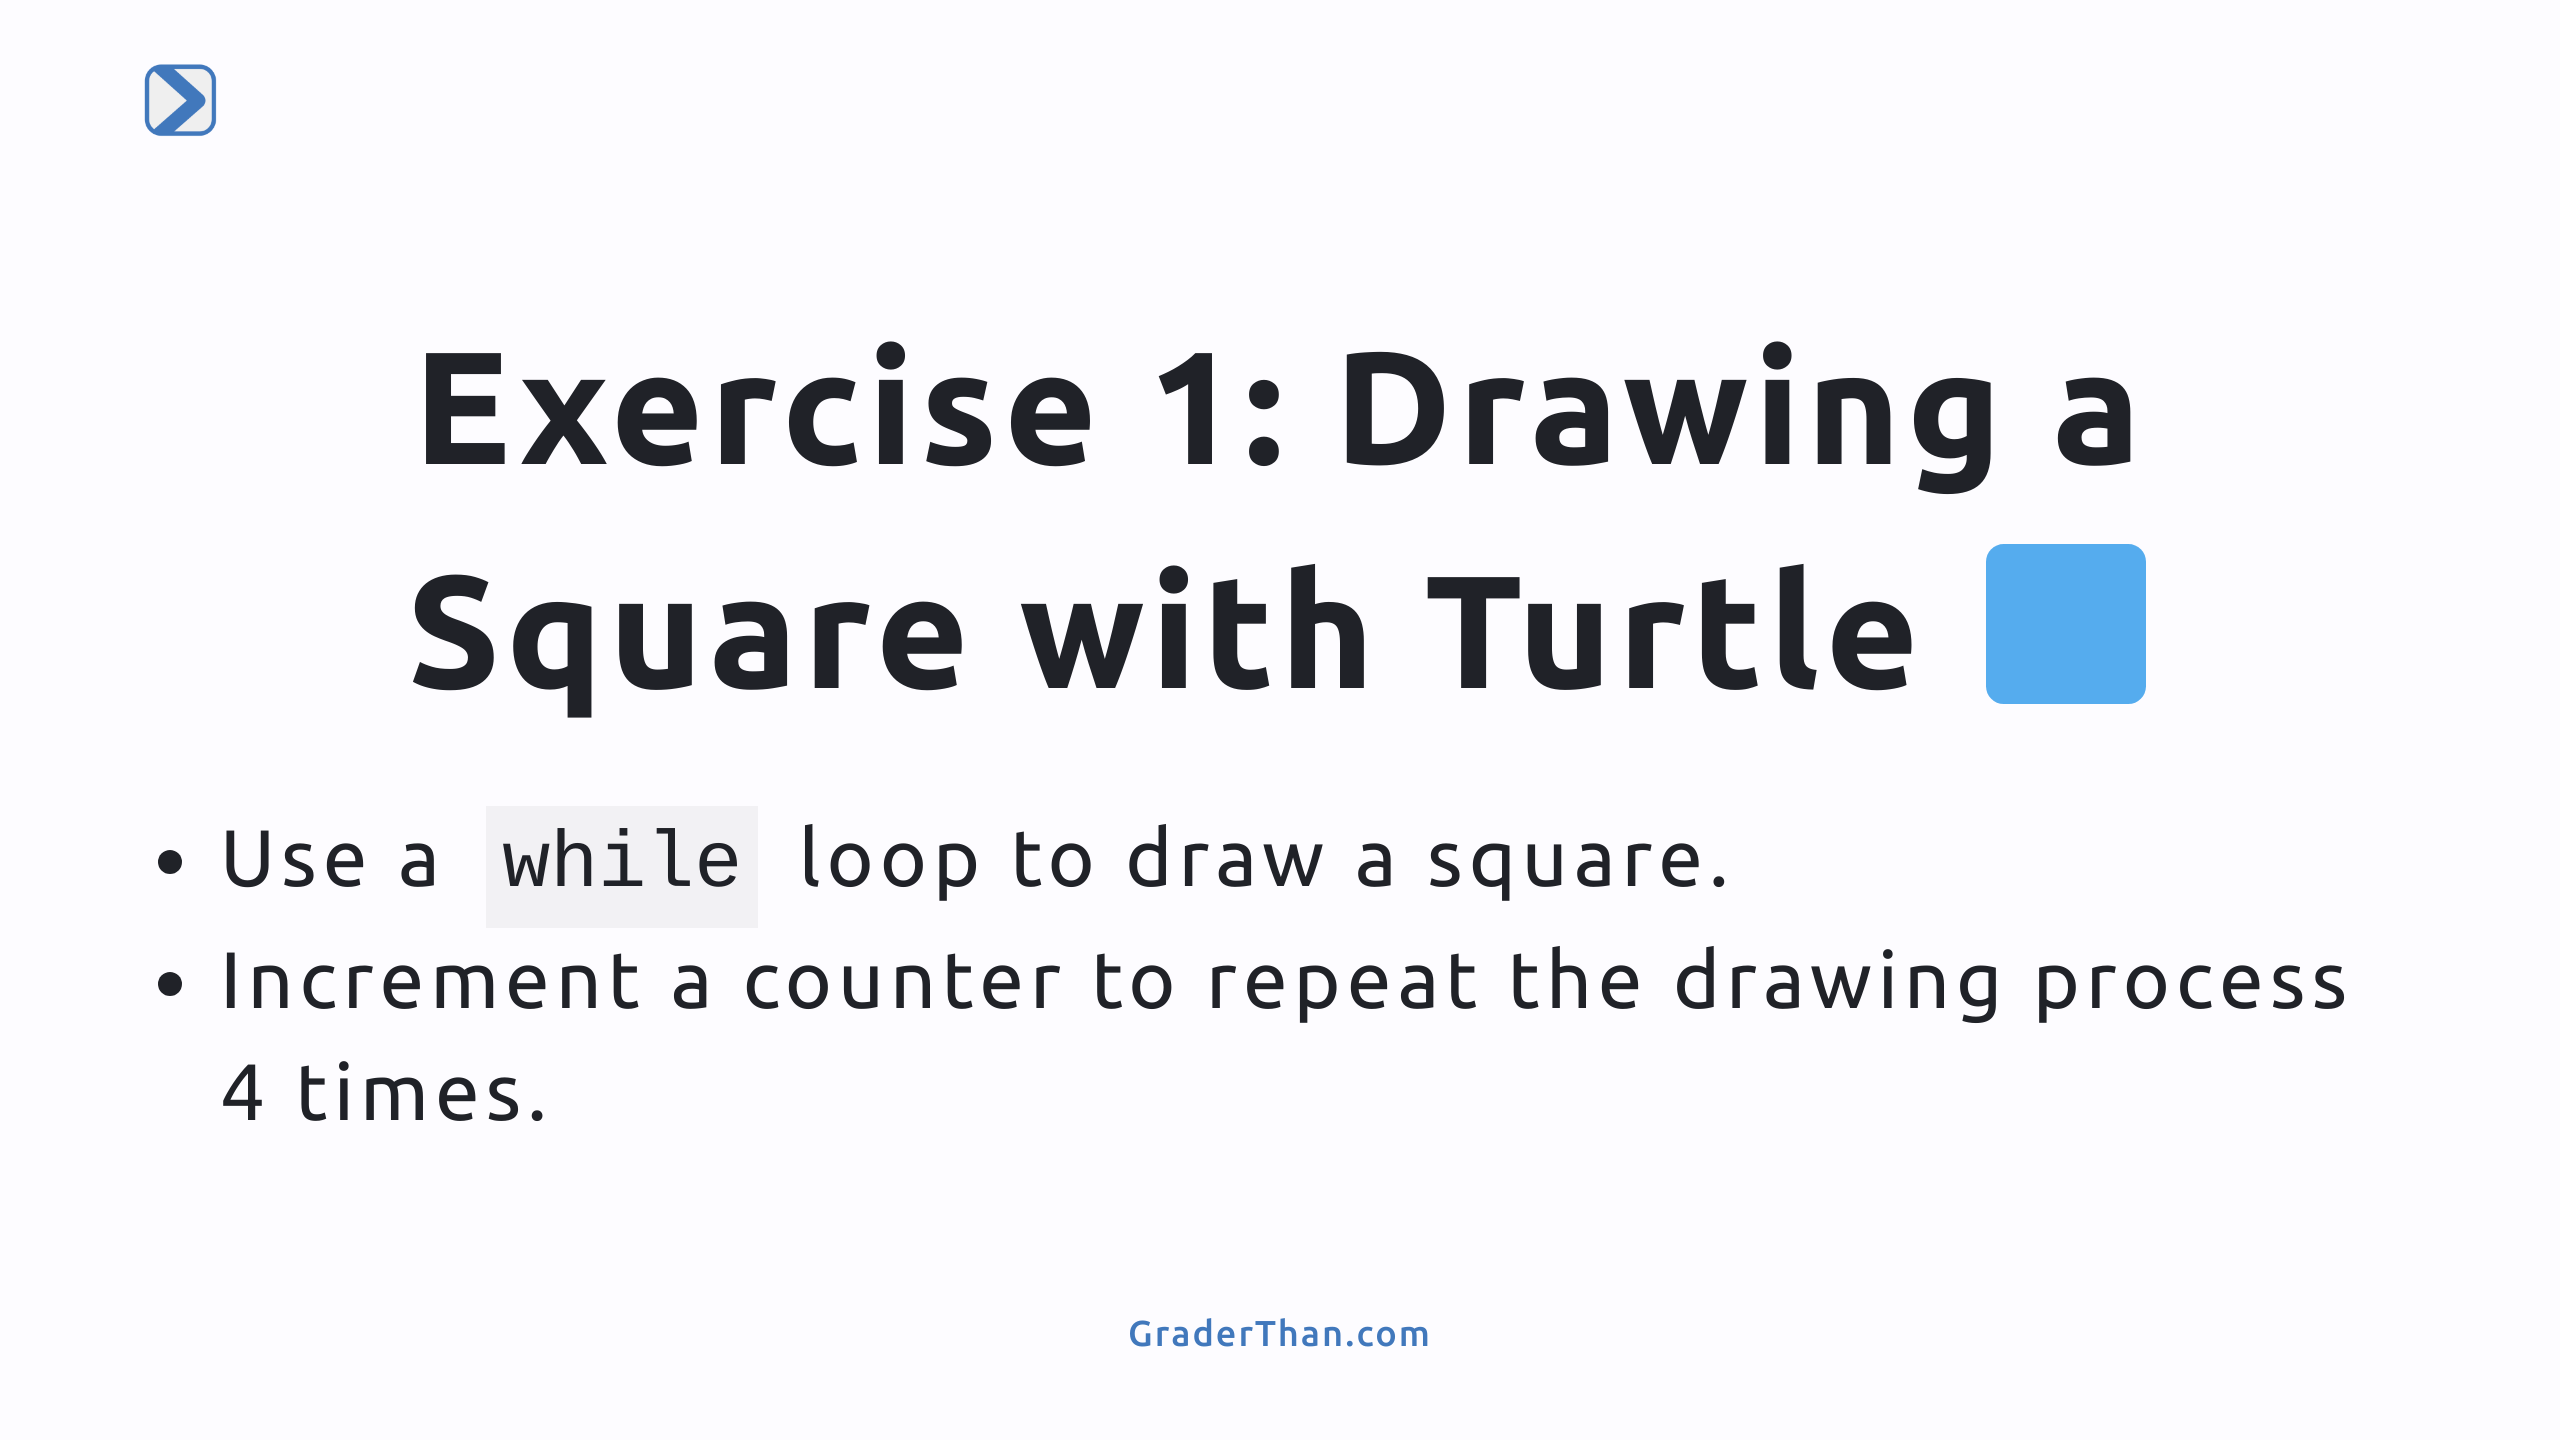 Exercise 1: Drawing a
Square with Turtle
• Use a while loop to draw a square.
• Increment a counter to repeat the drawing process
4 times.
GraderThan.com